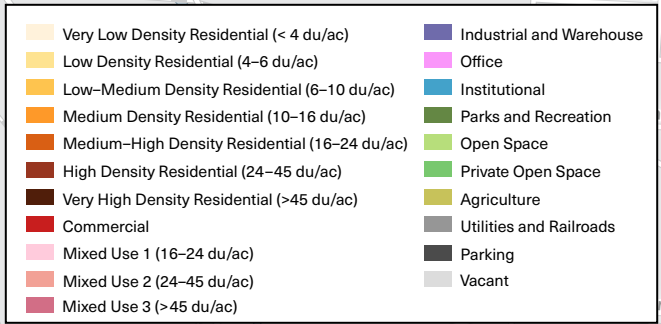 Very Low Density Residential (< 4 du/ac)
Low Density Residential (4–6 du/ac)
Low–Medium Density Residential (6–10 du/ac)
Medium Density Residential (10–16 du/ac)
Medium–High Density Residential (16–24 du/ac)
High Density Residential (24–45 du/ac)
Very High Density Residential (>45 du/ac)
Commercial
Mixed Use 1 (16–24 du/ac)
Mixed Use 2 (24–45 du/ac)
Mixed Use 3 (>45 du/ac)
Industrial and Warehouse
Office
Institutional
Parks and Recreation
Open Space
Private Open Space
Agriculture
Utilities and Railroads
Parking
Vacant